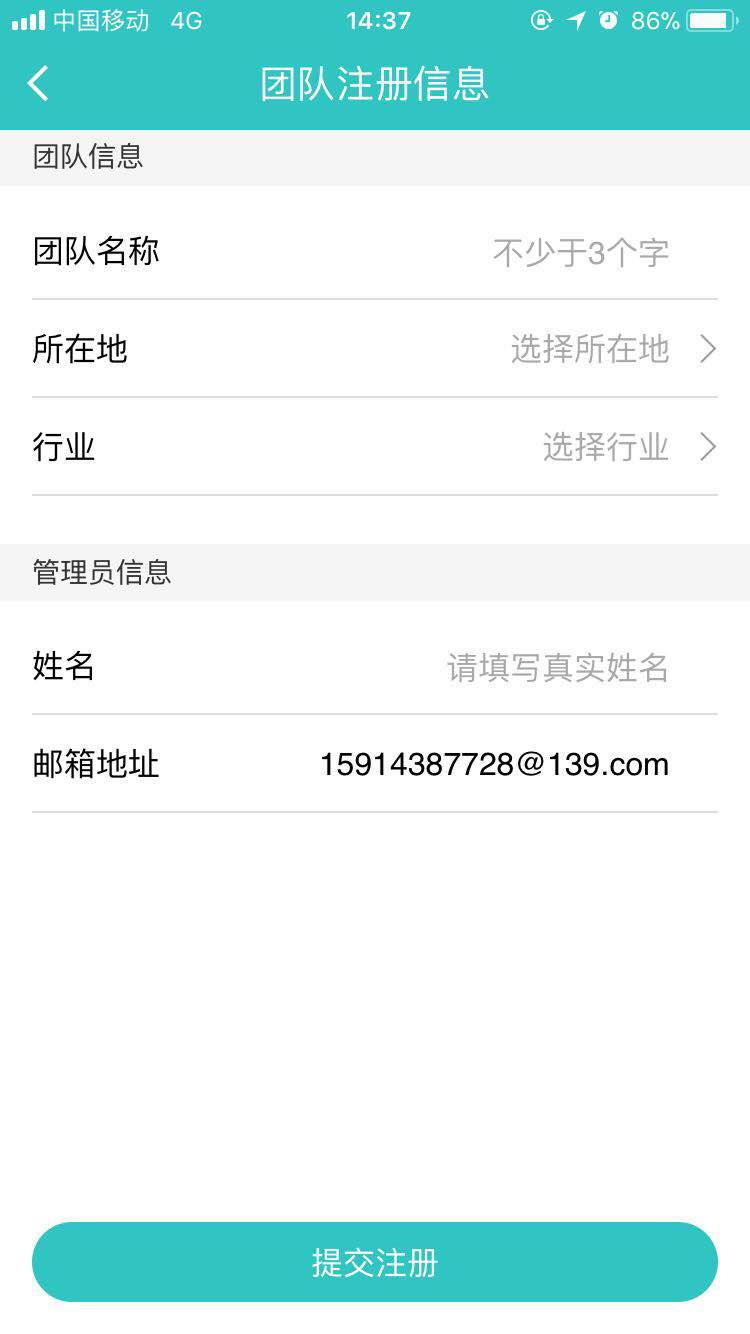 中国移动 4G 14:37 86%
团队注册信息
团队信息
团队名称 不少于3个字
所在地 选择所在地
行业 选择行业
管理员信息
姓名 请填写真实姓名
邮箱地址 15914387728@139.com
提交注册